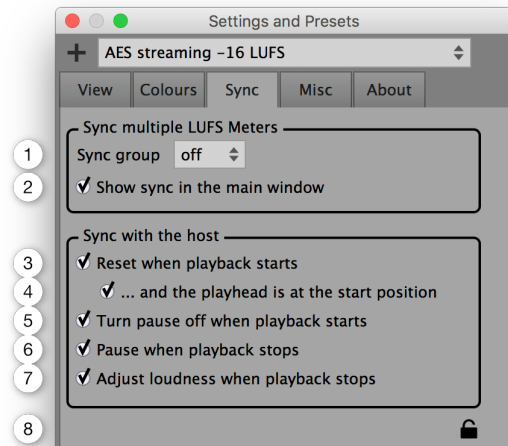 Settings and Presets
+ AES streaming -16 LUFS
View Colours Sync Misc About
Sync multiple LUFS Meters
1 Sync group off
2 Show sync in the main window
Sync with the host
3 Reset when playback starts
4 ... and the playhead is at the start position
5 Turn pause off when playback starts
6 Pause when playback stops
7 Adjust loudness when playback stops
8